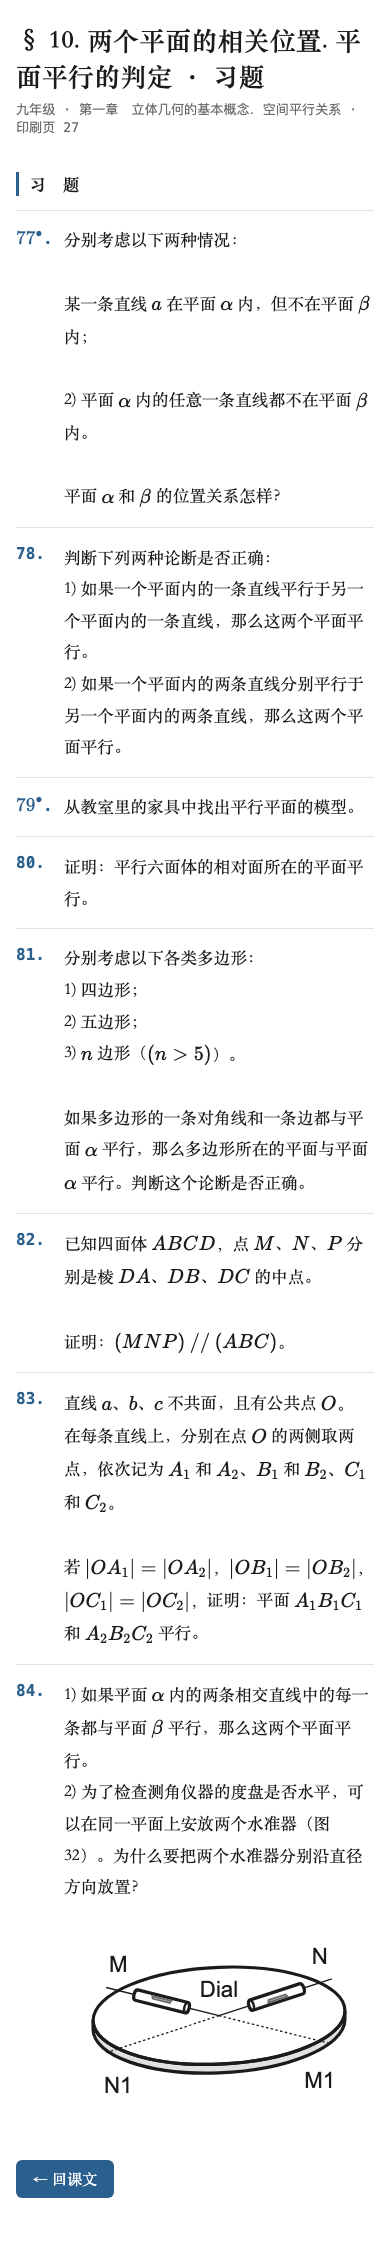 § 10. 两个平面的相关位置. 平
面平行的判定 · 习题
九年级 · 第一章 立体几何的基本概念. 空间平行关系 ·
印刷页 27
习 题
77°. 分别考虑以下两种情况：
某一条直线 a 在平面 α 内，但不在平面 β
内；
2) 平面 α 内的任意一条直线都不在平面 β
内。
平面 α 和 β 的位置关系怎样?
78. 判断下列两种论断是否正确：
1) 如果一个平面内的一条直线平行于另一
个平面内的一条直线，那么这两个平面平
行。
2) 如果一个平面内的两条直线分别平行于
另一个平面内的两条直线，那么这两个平
面平行。
79°. 从教室里的家具中找出平行平面的模型。
80. 证明：平行六面体的相对面所在的平面平
行。
81. 分别考虑以下各类多边形：
1) 四边形；
2) 五边形；
3) n 边形（(n > 5)）。
如果多边形的一条对角线和一条边都与平
面 α 平行，那么多边形所在的平面与平面
α 平行。判断这个论断是否正确。
82. 已知四面体 ABCD，点 M、N、P 分
别是棱 DA、DB、DC 的中点。
证明：(MNP) // (ABC)。
83. 直线 a、b、c 不共面，且有公共点 O。
在每条直线上，分别在点 O 的两侧取两
点，依次记为 A₁ 和 A₂、B₁ 和 B₂、C₁
和 C₂。
若 |OA₁| = |OA₂|，|OB₁| = |OB₂|，
|OC₁| = |OC₂|，证明：平面 A₁B₁C₁
和 A₂B₂C₂ 平行。
84. 1) 如果平面 α 内的两条相交直线中的每一
条都与平面 β 平行，那么这两个平面平
行。
2) 为了检查测角仪器的度盘是否水平，可
以在同一平面上安放两个水准器（图
32）。为什么要把两个水准器分别沿直径
方向放置?
M
N
Dial
N1
M1
← 回课文